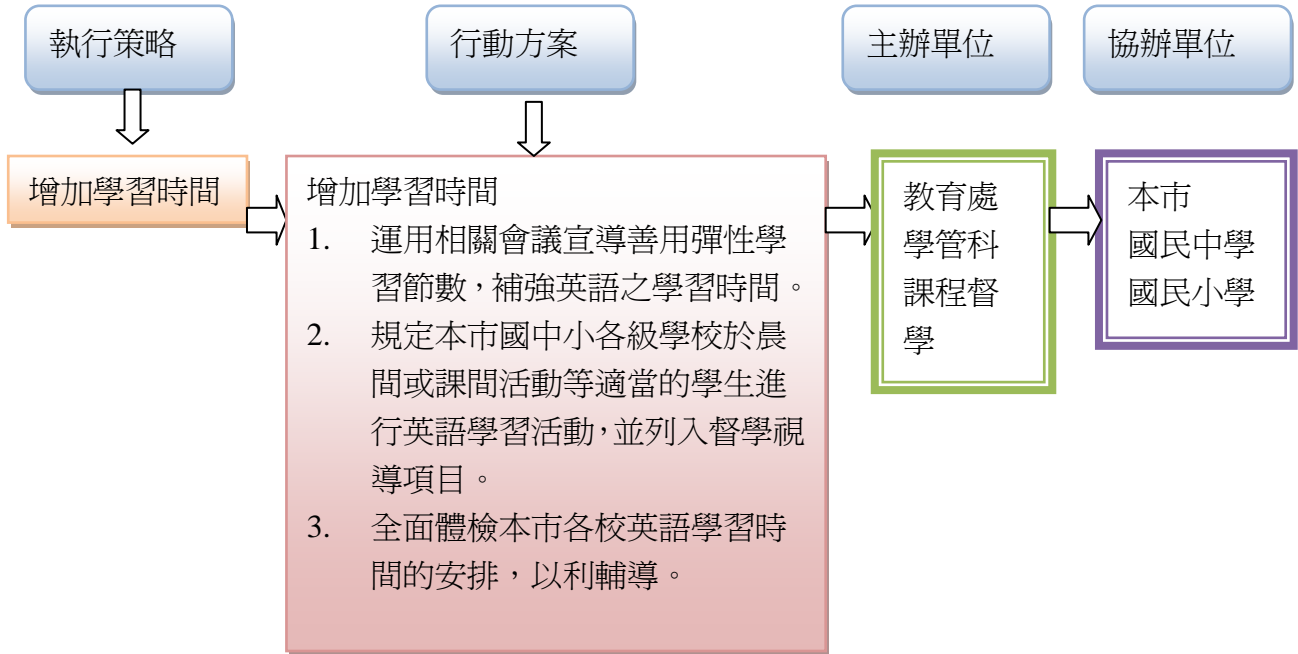 執行策略
行動方案
主辦單位
協辦單位
增加學習時間
增加學習時間
1. 運用相關會議宣導善用彈性學
習節數，補強英語之學習時間。
2. 規定本市國中小各級學校於晨
間或課間活動等適當的學生進
行英語學習活動，並列入督學視
導項目。
3. 全面體檢本市各校英語學習時
間的安排，以利輔導。
教育處
學管科
課程督
學
本市
國民中學
國民小學